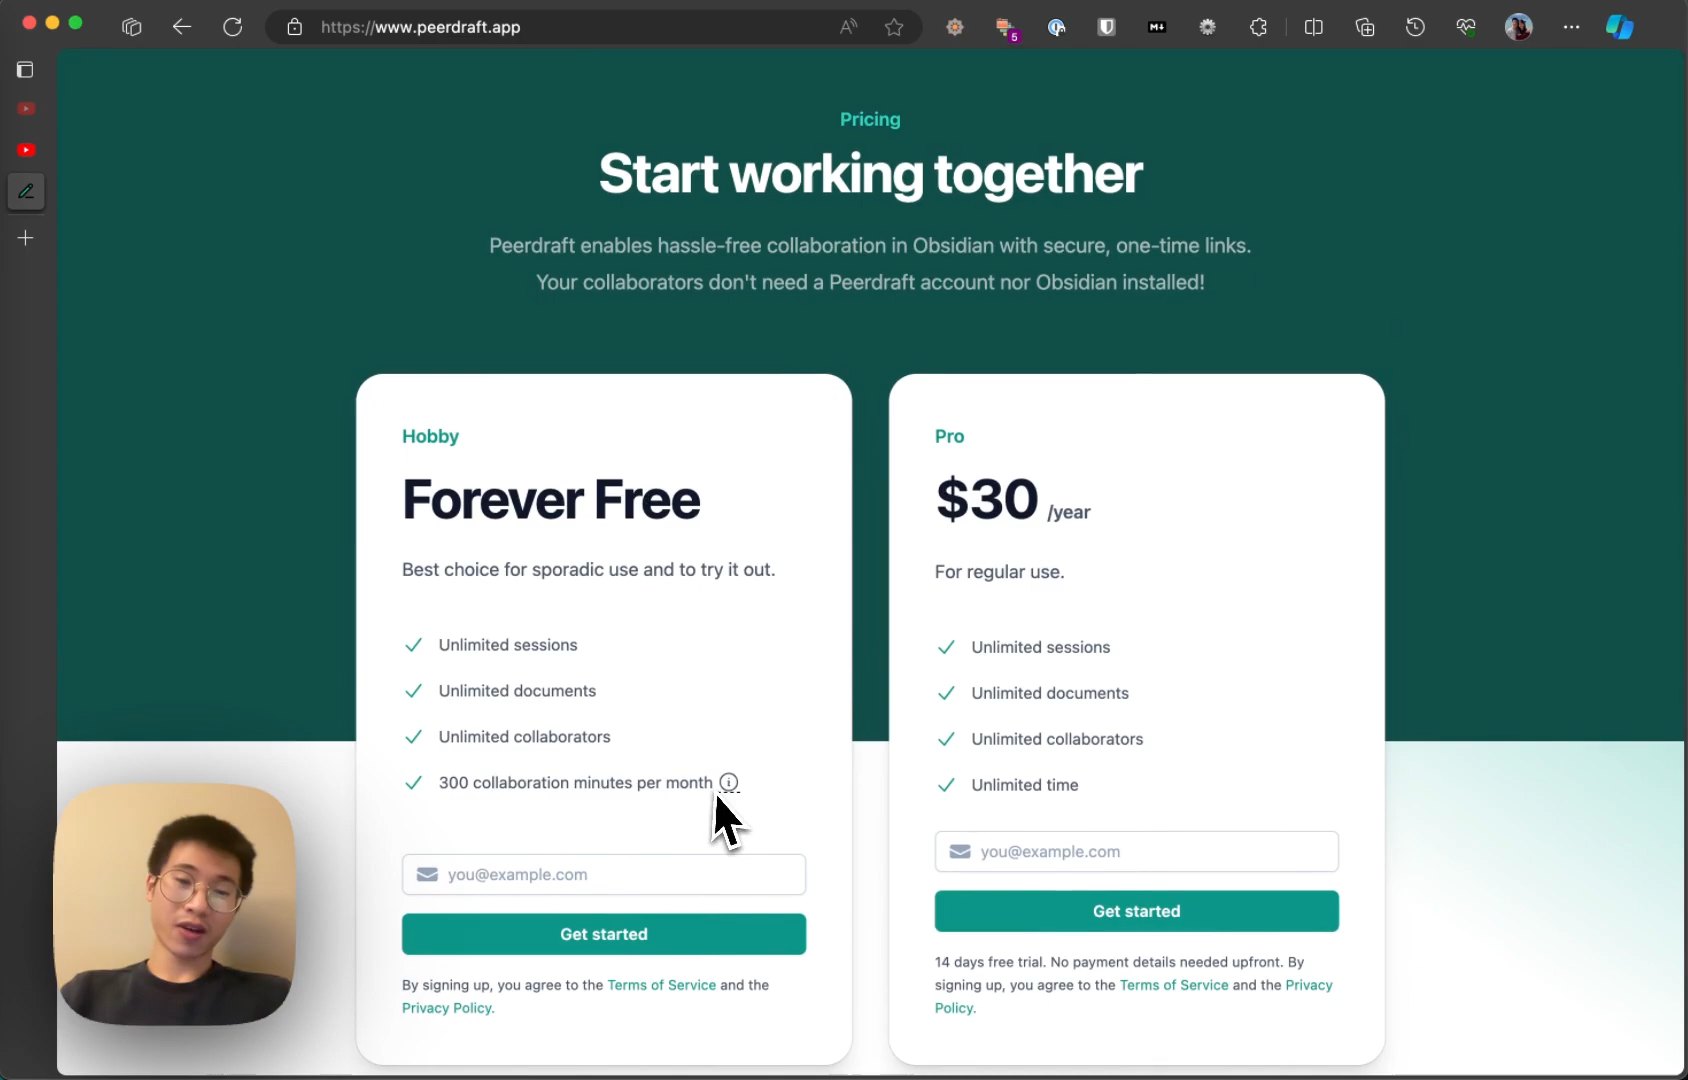 https://www.peerdraft.app
A
5
M↓
Pricing
Start working together
Peerdraft enables hassle-free collaboration in Obsidian with secure, one-time links.
Your collaborators don't need a Peerdraft account nor Obsidian installed!
Hobby
Forever Free
Best choice for sporadic use and to try it out.
Unlimited sessions
Unlimited documents
Unlimited collaborators
300 collaboration minutes per month
you@example.com
Get started
By signing up, you agree to the Terms of Service and the
Privacy Policy.
Pro
$30 /year
For regular use.
Unlimited sessions
Unlimited documents
Unlimited collaborators
Unlimited time
you@example.com
Get started
14 days free trial. No payment details needed upfront. By
signing up, you agree to the Terms of Service and the Privacy
Policy.